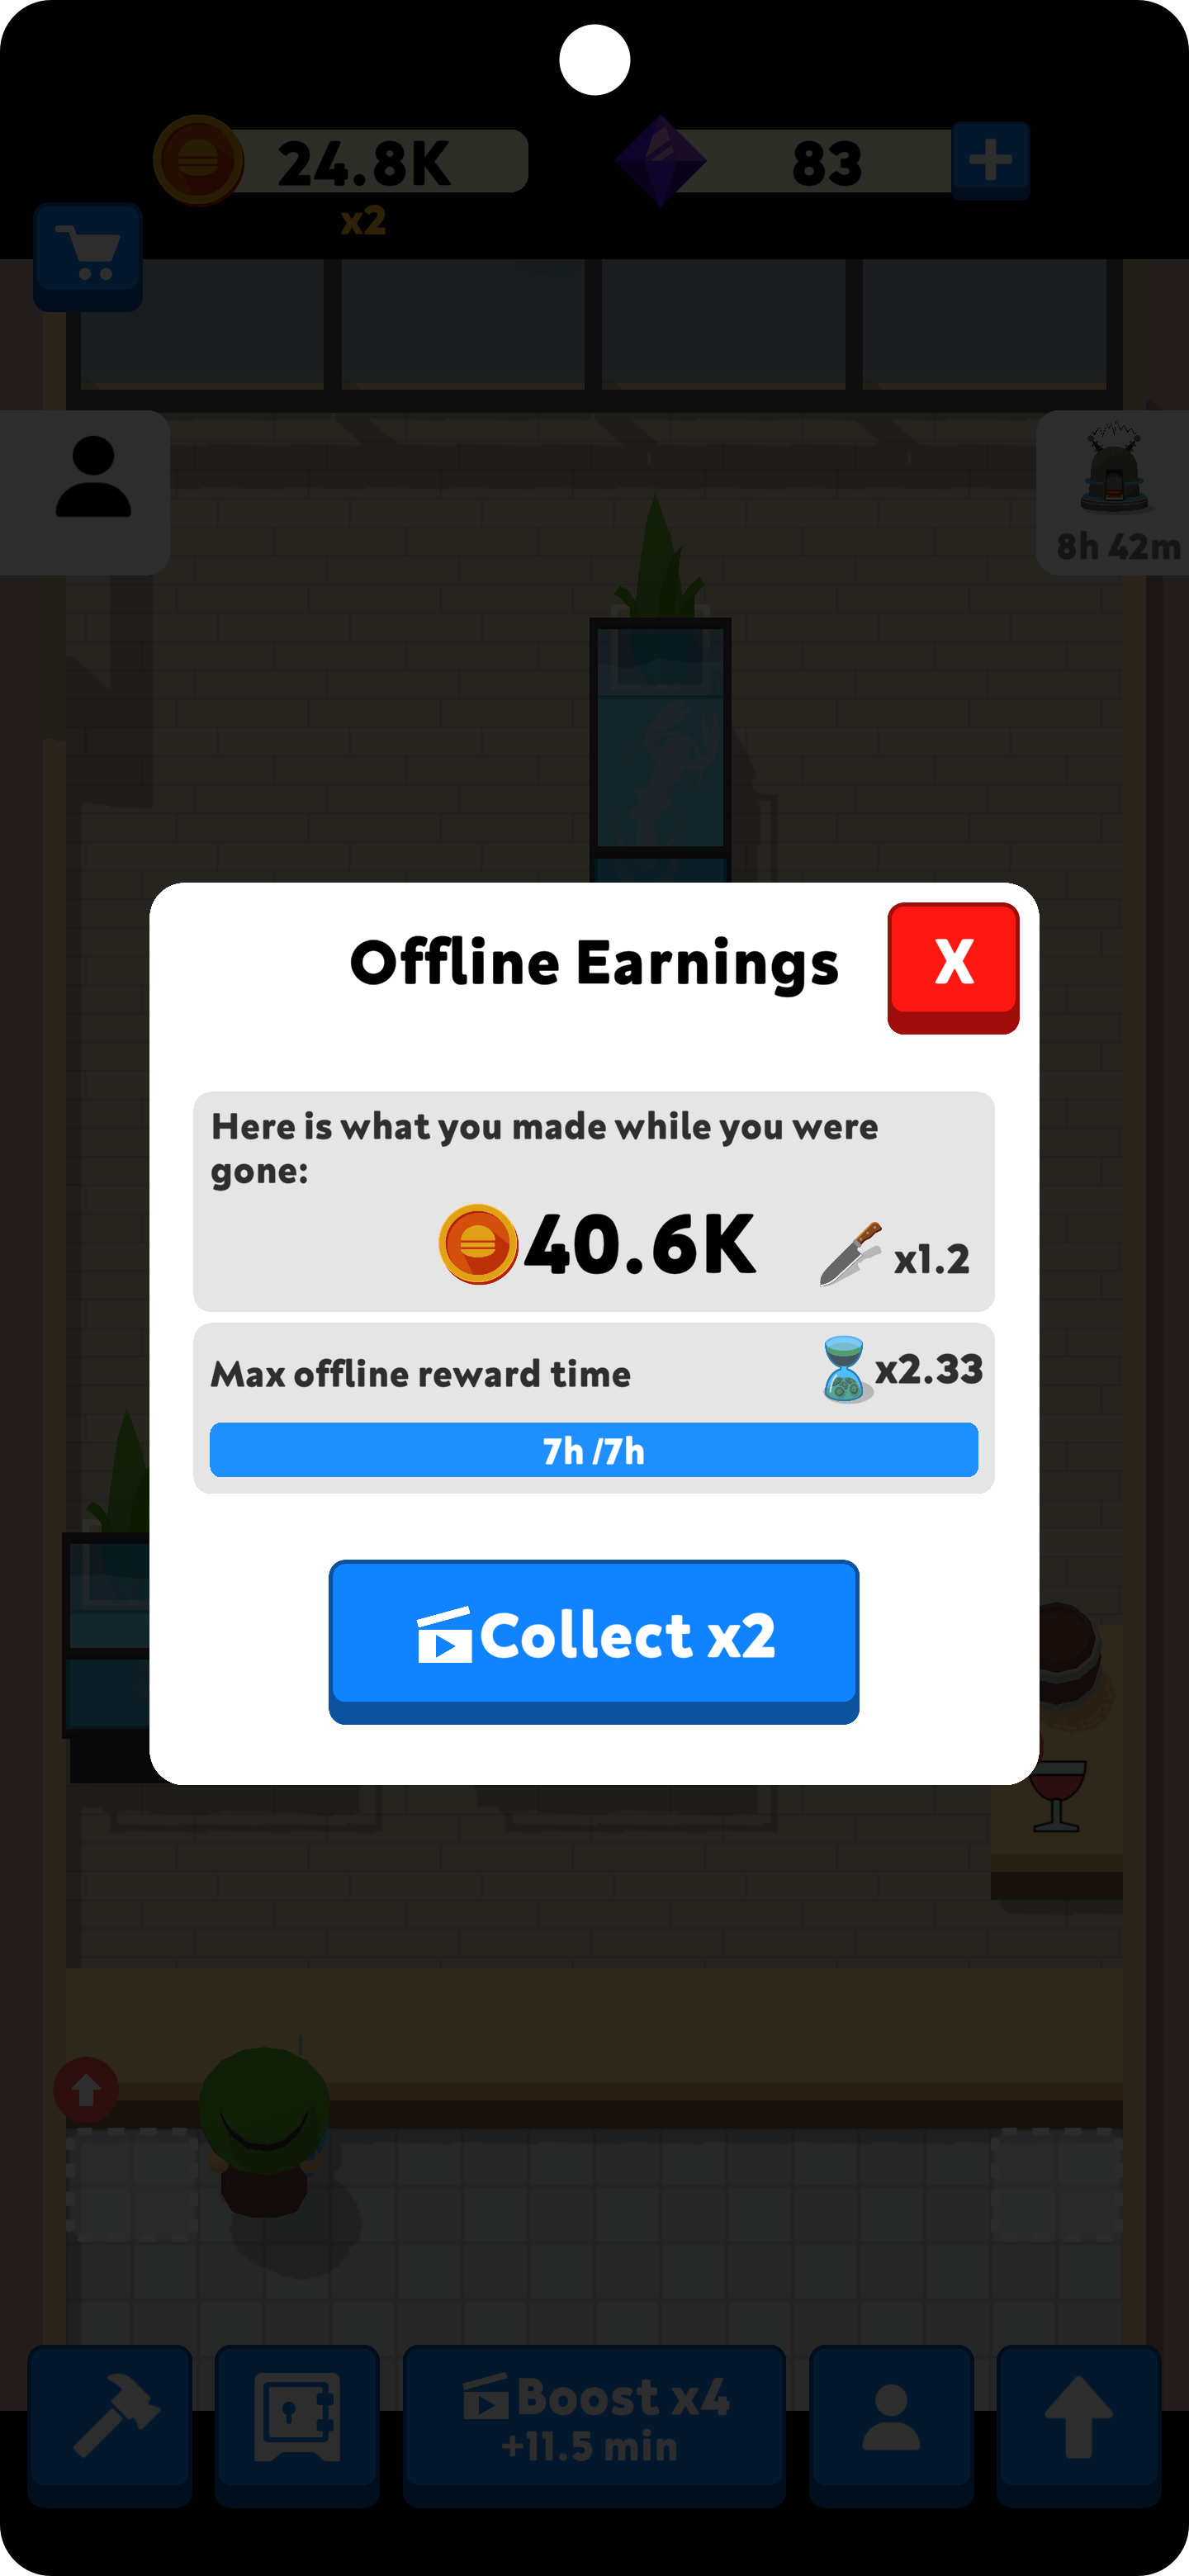 24.8K
83
x2
8h 42m
Offline Earnings
X
Here is what you made while you were
gone:
40.6K
x1.2
Max offline reward time
x2.33
7h /7h
Collect x2
Boost x4
+11.5 min